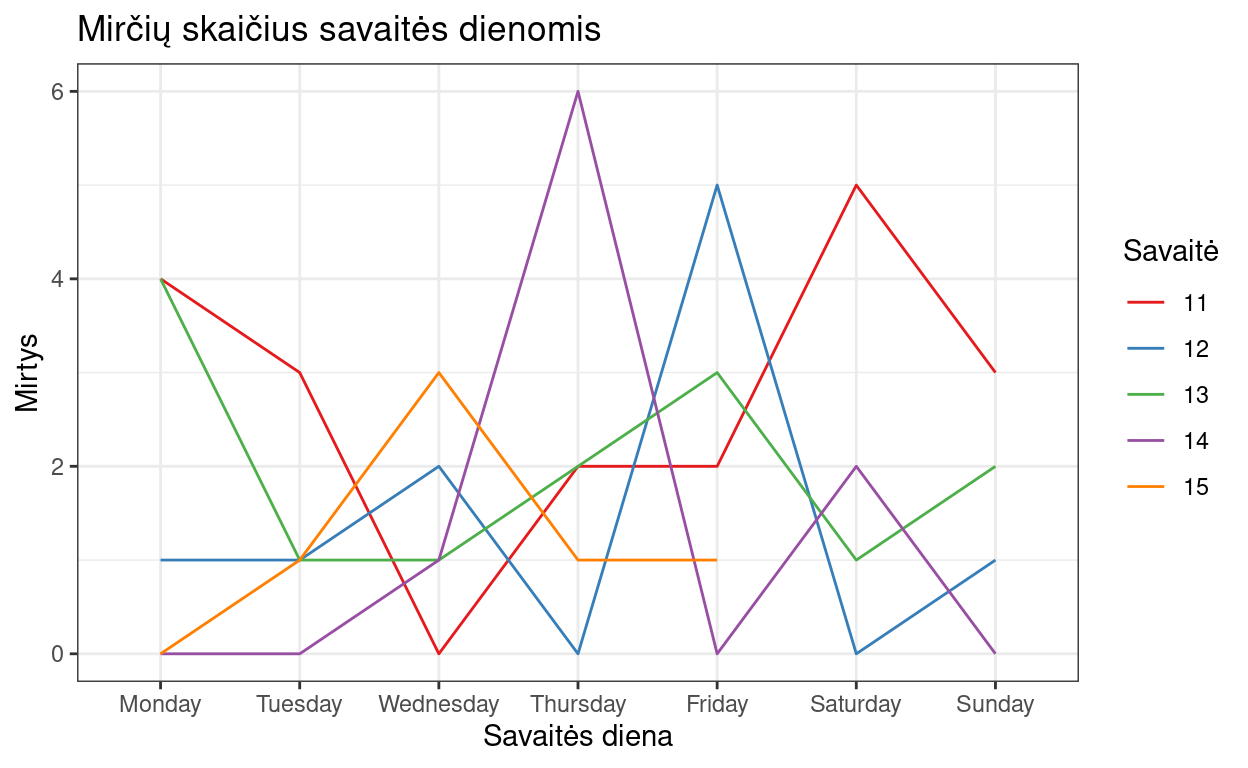 Mirčių skaičius savaitės dienomis
6
4
2
0
Mirtys
Monday Tuesday Wednesday Thursday Friday Saturday Sunday
Savaitės diena
Savaitė
11
12
13
14
15